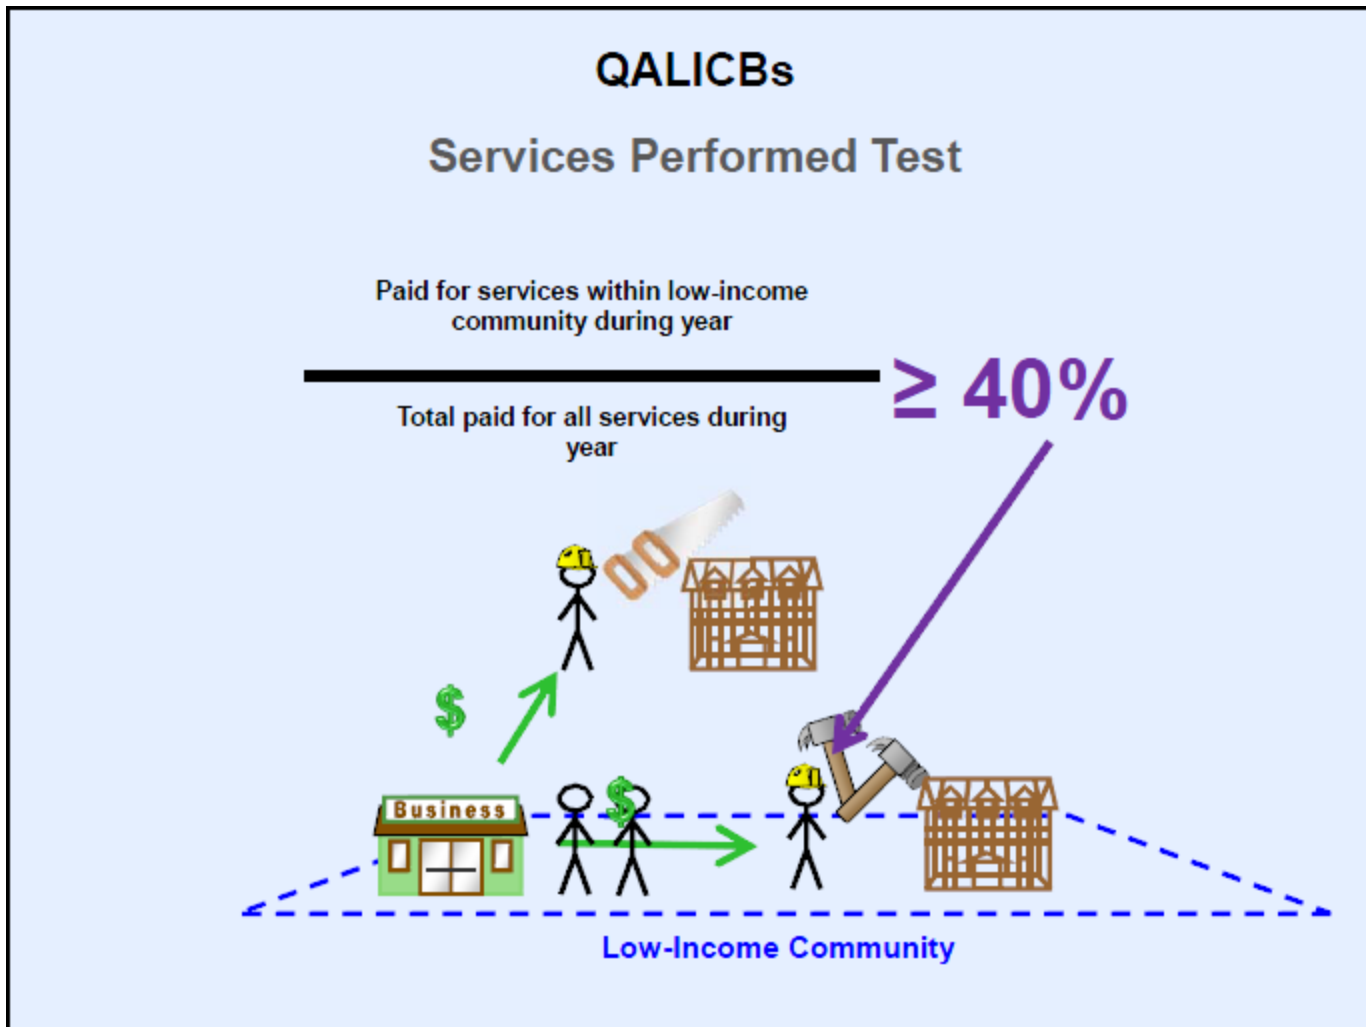 QALICBs
Services Performed Test
Paid for services within low-income
community during year
≥ 40%
Total paid for all services during
year
$
Business
$
Low-Income Community